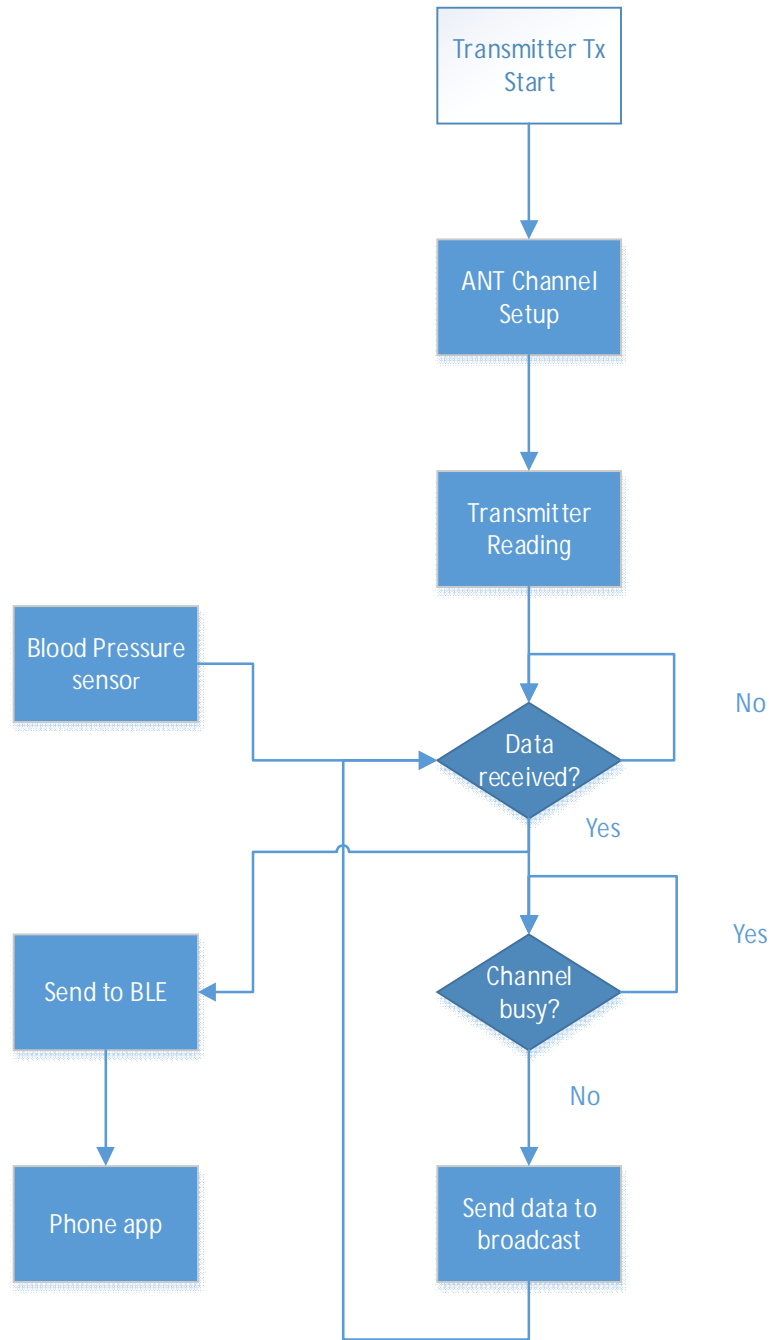 Transmitter Tx
Start
ANT Channel
Setup
Transmitter
Reading
Blood Pressure
sensor
No
Data
received?
Yes
Yes
Send to BLE
Channel
busy?
No
Phone app
Send data to
broadcast